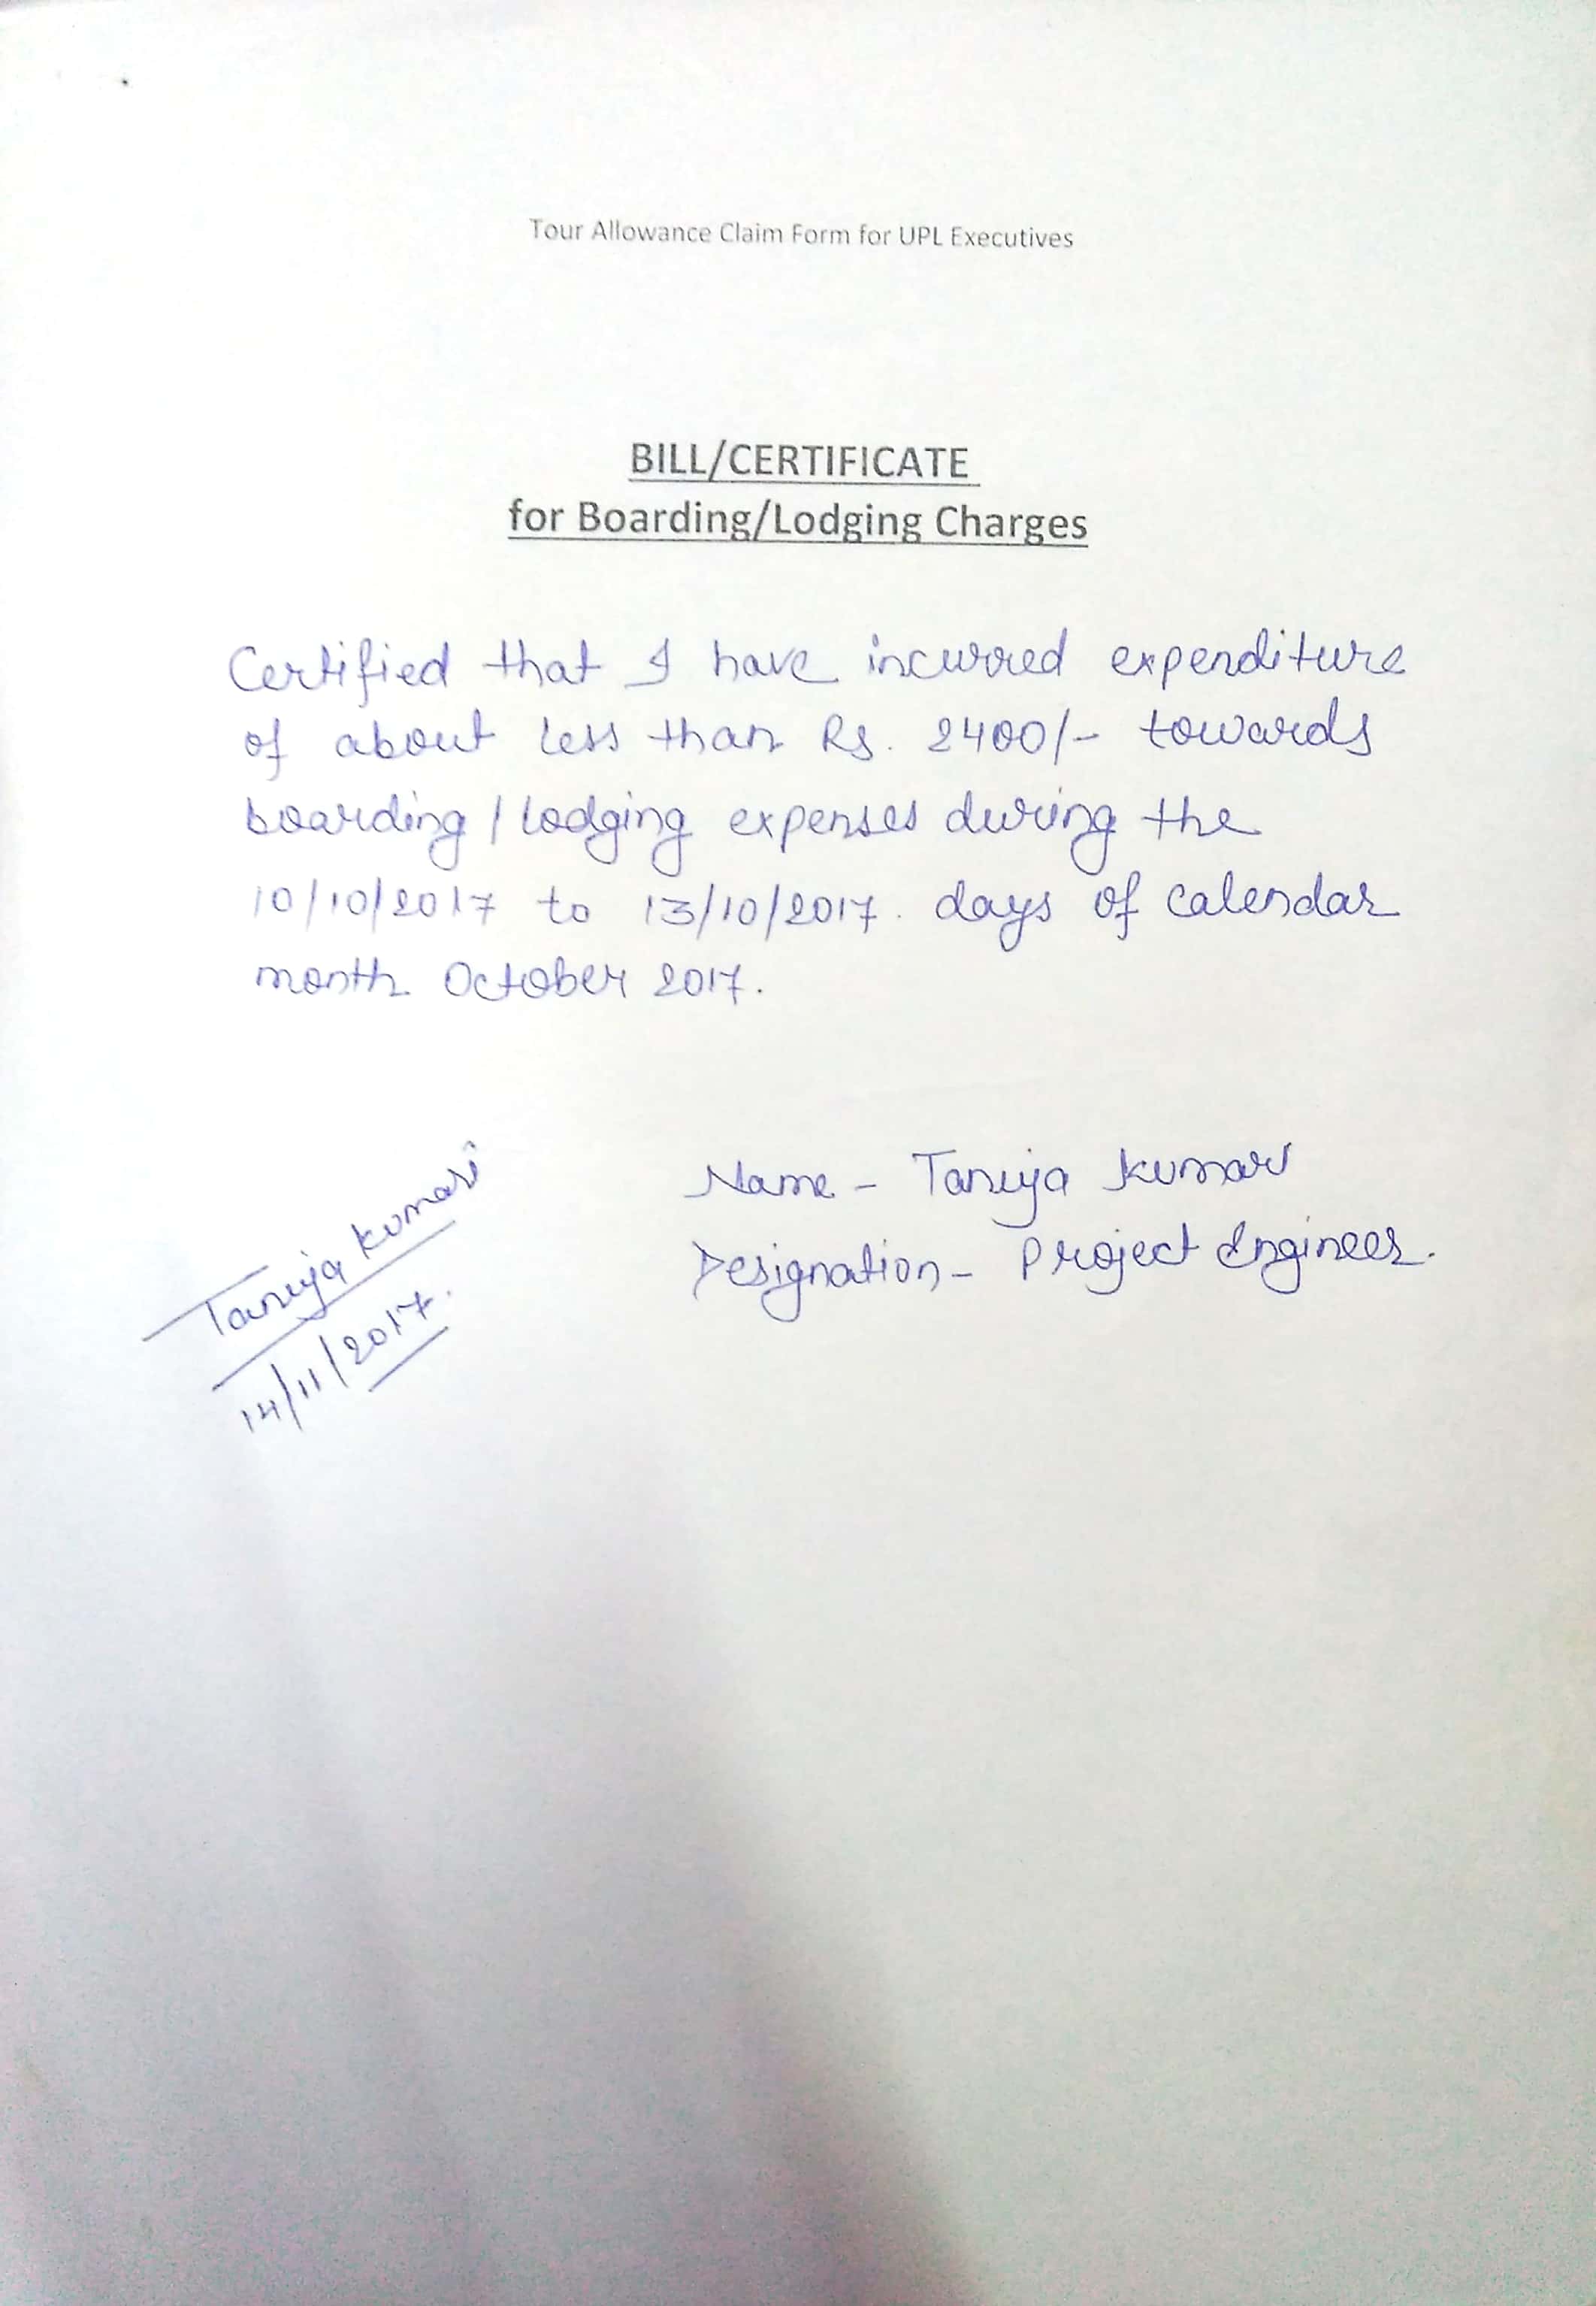 Tour Allowance Claim Form for UPL Executives
BILL/CERTIFICATE
for Boarding/Lodging Charges
Certified that I have incurred expenditure
of about less than Rs. 2400/- towards
boarding / lodging expenses during the
10/10/2017 to 13/10/2017. days of calendar
month October 2017.
Name - Tanuja Kumari
Designation - Project Engineer.
Tanuja Kumari
14/11/2017.